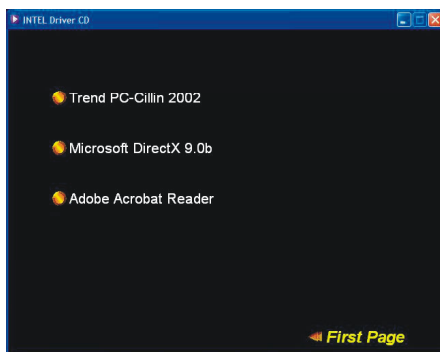 INTEL Driver CD
Trend PC-Cillin 2002
Microsoft DirectX 9.0b
Adobe Acrobat Reader
First Page